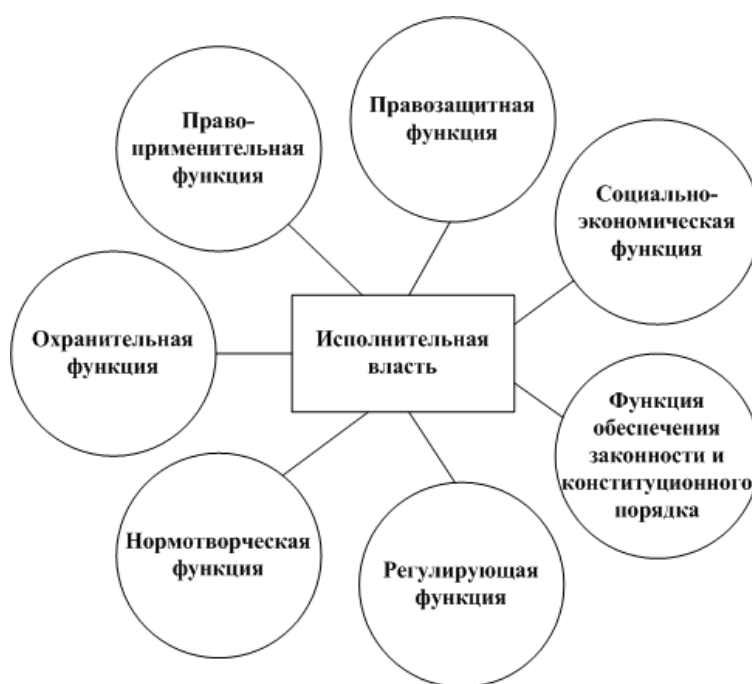 Право-
применительная
функция
Правозащитная
функция
Социально-
экономическая
функция
Охранительная
функция
Исполнительная
власть
Функция
обеспечения
законности и
конституционного
порядка
Нормотворческая
функция
Регулирующая
функция